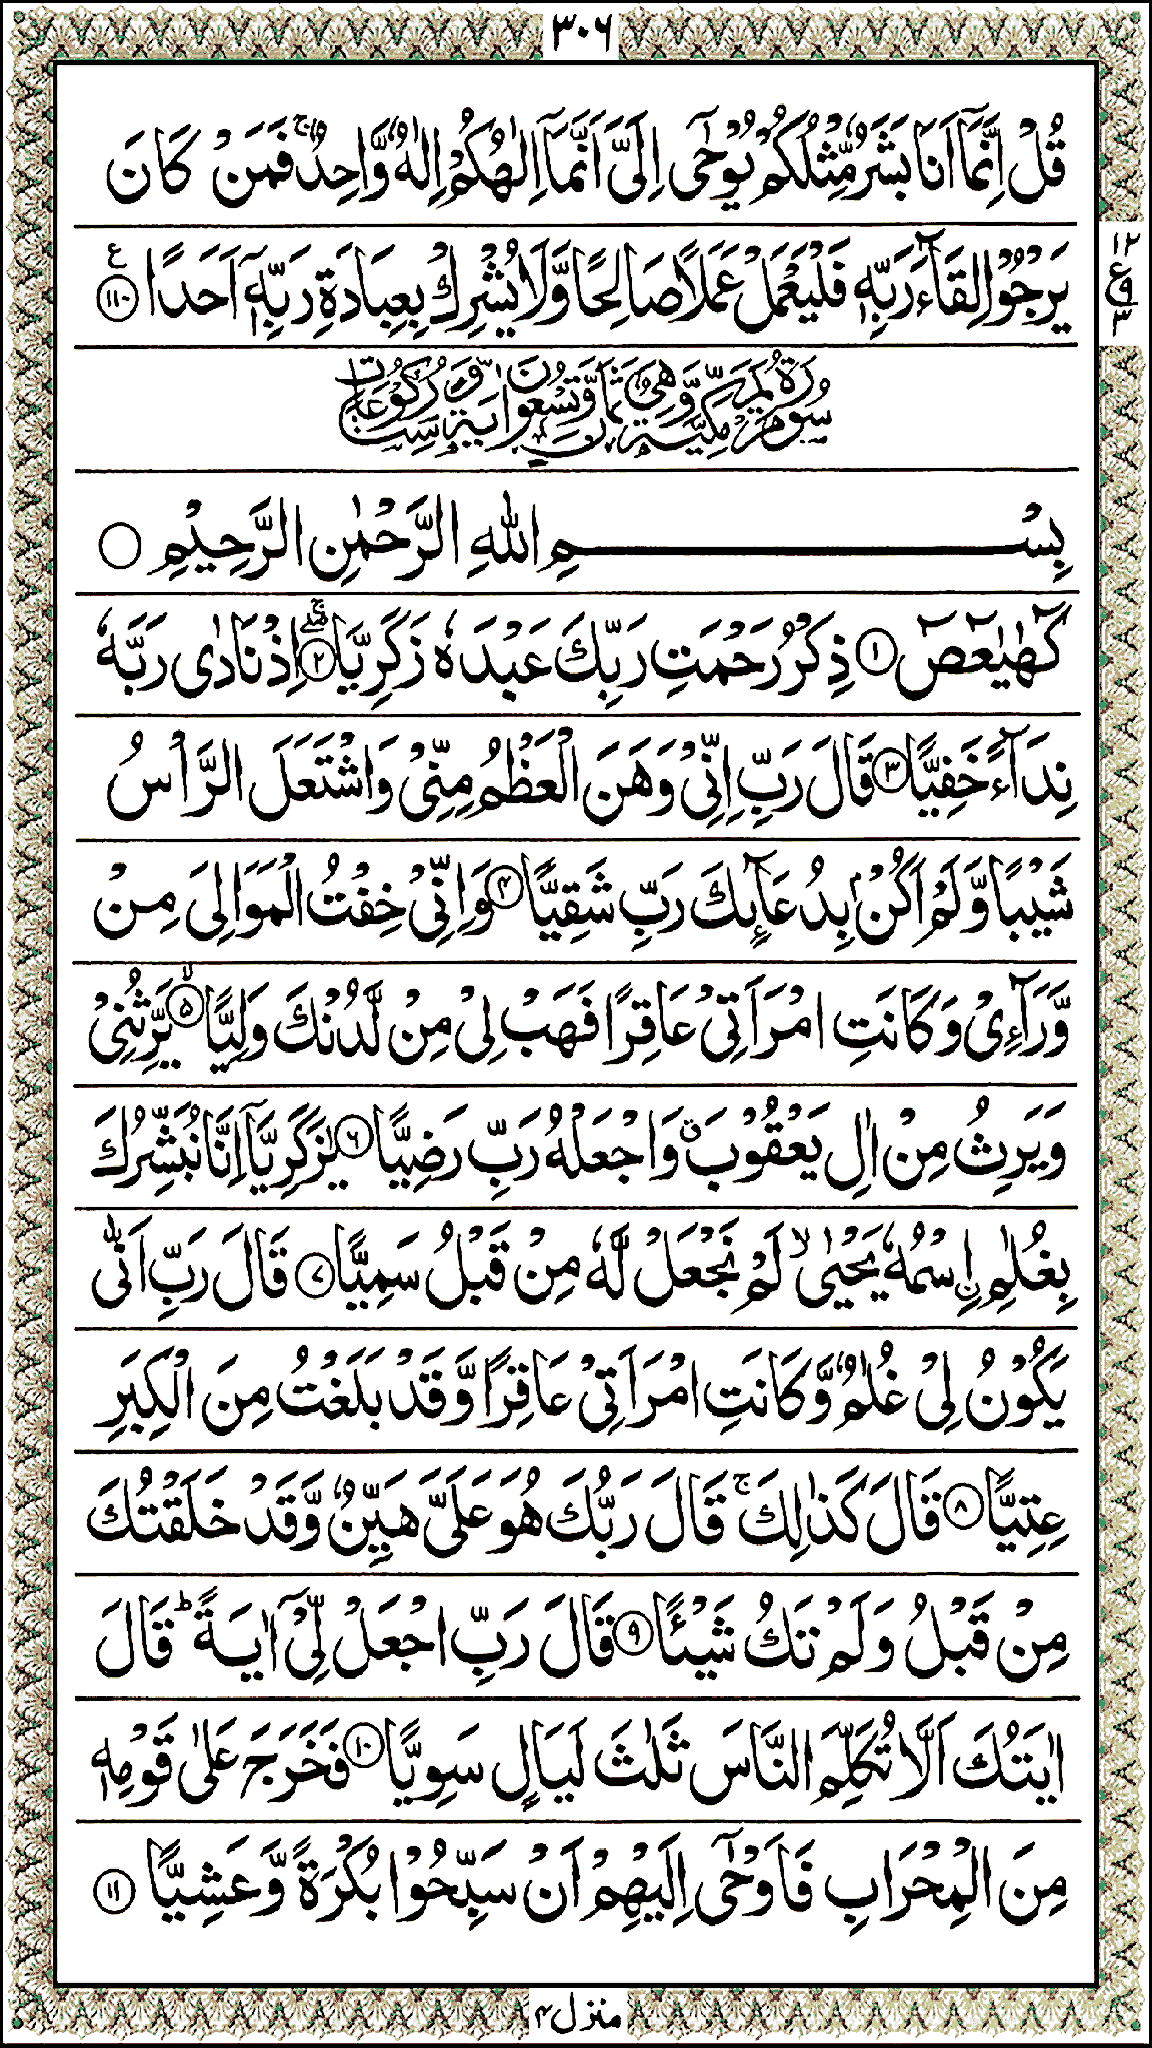 ٣٠٦
قُلْ اِنَّمَآ اَنَا بَشَرٌ مِّثْلُكُمْ يُوْحٰٓى اِلَيَّ اَنَّمَآ اِلٰهُكُمْ اِلٰهٌ وَّاحِدٌ ۚ فَمَنْ كَانَ
يَرْجُوْا لِقَآءَ رَبِّهٖ فَلْيَعْمَلْ عَمَلًا صَالِحًا وَّلَا يُشْرِكْ بِعِبَادَةِ رَبِّهٖٓ اَحَدًا ۧ ﴿١١٠﴾
١٢
ع ٩
٣
سُوْرَةُ مَرْيَمَ مَكِّيَّةٌ وَّهِيَ ثَمَانٌ وَّتِسْعُوْنَ اٰيَةً وَّسِتُّ رُكُوْعَاتٍ
بِسْمِ اللّٰهِ الرَّحْمٰنِ الرَّحِيْمِ ۝
كٓهٰيٰعٓصٓ ﴿١﴾ ذِكْرُ رَحْمَتِ رَبِّكَ عَبْدَهٗ زَكَرِيَّا ۖۚ ﴿٢﴾ اِذْ نَادٰى رَبَّهٗ
نِدَآءً خَفِيًّا ﴿٣﴾ قَالَ رَبِّ اِنِّيْ وَهَنَ الْعَظْمُ مِنِّيْ وَاشْتَعَلَ الرَّاْسُ
شَيْبًا وَّلَمْ اَكُنْۢ بِدُعَآئِكَ رَبِّ شَقِيًّا ﴿٤﴾ وَاِنِّيْ خِفْتُ الْمَوَالِيَ مِنْ
وَّرَآءِيْ وَكَانَتِ امْرَاَتِيْ عَاقِرًا فَهَبْ لِيْ مِنْ لَّدُنْكَ وَلِيًّا ۙ ﴿٥﴾ يَّرِثُنِيْ
وَيَرِثُ مِنْ اٰلِ يَعْقُوْبَ ۖ وَاجْعَلْهُ رَبِّ رَضِيًّا ﴿٦﴾ يٰزَكَرِيَّآ اِنَّا نُبَشِّرُكَ
بِغُلٰمِ ࣙاسْمُهٗ يَحْيٰى ۙ لَمْ نَجْعَلْ لَّهٗ مِنْ قَبْلُ سَمِيًّا ﴿٧﴾ قَالَ رَبِّ اَنّٰى
يَكُوْنُ لِيْ غُلٰمٌ وَّكَانَتِ امْرَاَتِيْ عَاقِرًا وَّقَدْ بَلَغْتُ مِنَ الْكِبَرِ
عِتِيًّا ﴿٨﴾ قَالَ كَذٰلِكَ ۚ قَالَ رَبُّكَ هُوَ عَلَيَّ هَيِّنٌ وَّقَدْ خَلَقْتُكَ
مِنْ قَبْلُ وَلَمْ تَكُ شَيْـًٔا ﴿٩﴾ قَالَ رَبِّ اجْعَلْ لِّيْٓ اٰيَةً ؕ قَالَ
اٰيَتُكَ اَلَّا تُكَلِّمَ النَّاسَ ثَلٰثَ لَيَالٍ سَوِيًّا ﴿١٠﴾ فَخَرَجَ عَلٰى قَوْمِهٖ
مِنَ الْمِحْرَابِ فَاَوْحٰٓى اِلَيْهِمْ اَنْ سَبِّحُوْا بُكْرَةً وَّعَشِيًّا ﴿١١﴾
منزل ٤